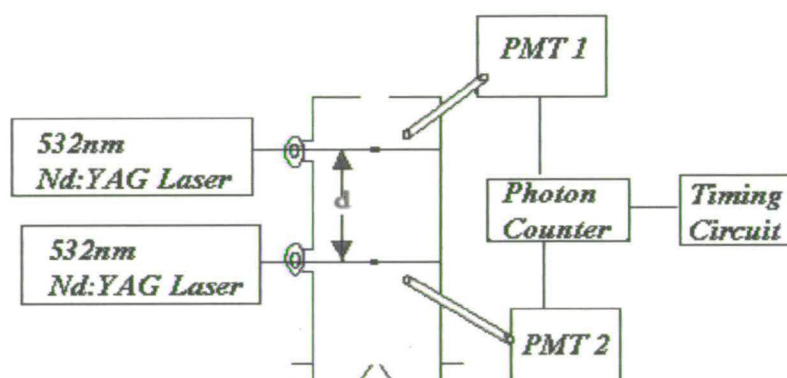 PMT 1
532nm
Nd:YAG Laser
d
Photon
Counter
Timing
Circuit
532nm
Nd:YAG Laser
PMT 2